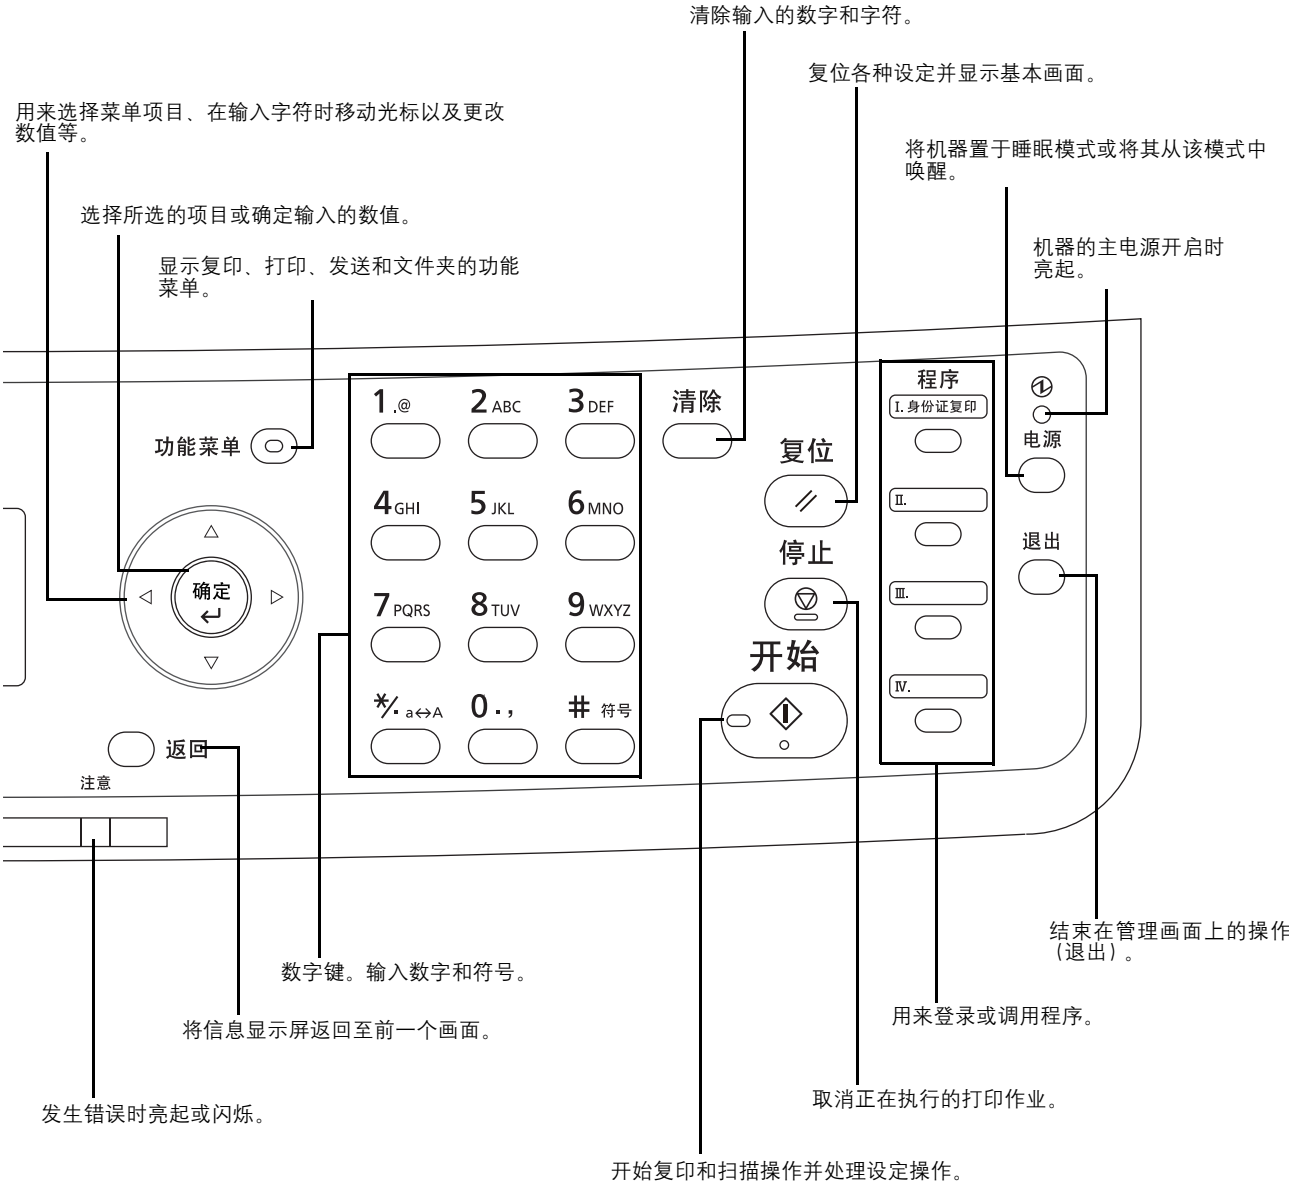 清除输入的数字和字符。
复位各种设定并显示基本画面。
用来选择菜单项目、在输入字符时移动光标以及更改
数值等。
将机器置于睡眠模式或将其从该模式中
唤醒。
选择所选的项目或确定输入的数值。
机器的主电源开启时
亮起。
显示复印、打印、发送和文件夹的功能
菜单。
功能菜单
确定
返回
注意
1 .@
2 ABC
3 DEF
4 GHI
5 JKL
6 MNO
7 PQRS
8 TUV
9 WXYZ
*/. a↔A
0 . ,
# 符号
清除
复位
停止
开始
程序
I. 身份证复印
II.
III.
IV.
电源
退出
结束在管理画面上的操作
（退出）。
数字键。输入数字和符号。
用来登录或调用程序。
将信息显示屏返回至前一个画面。
取消正在执行的打印作业。
发生错误时亮起或闪烁。
开始复印和扫描操作并处理设定操作。